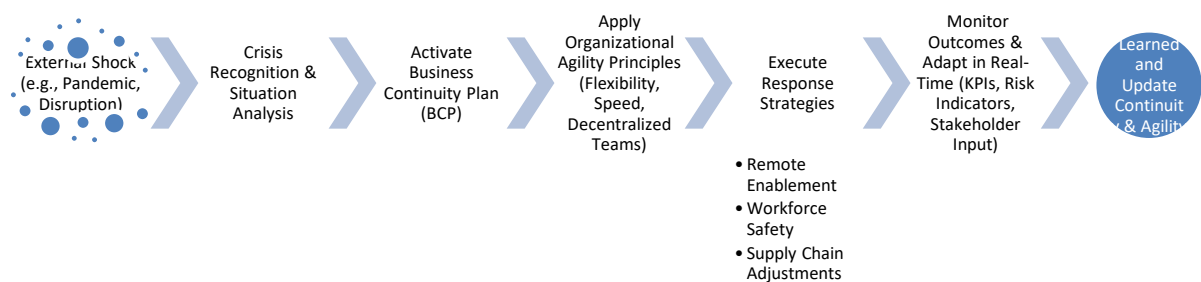 External Shock
(e.g., Pandemic,
Disruption)
Crisis
Recognition &
Situation
Analysis
Activate
Business
Continuity Plan
(BCP)
Apply
Organizational
Agility Principles
(Flexibility,
Speed,
Decentralized
Teams)
Execute
Response
Strategies
• Remote
Enablement
• Workforce
Safety
• Supply Chain
Adjustments
Monitor
Outcomes &
Adapt in Real-
Time (KPIs, Risk
Indicators,
Stakeholder
Input)
Learned
and
Update
Continuit
y & Agility